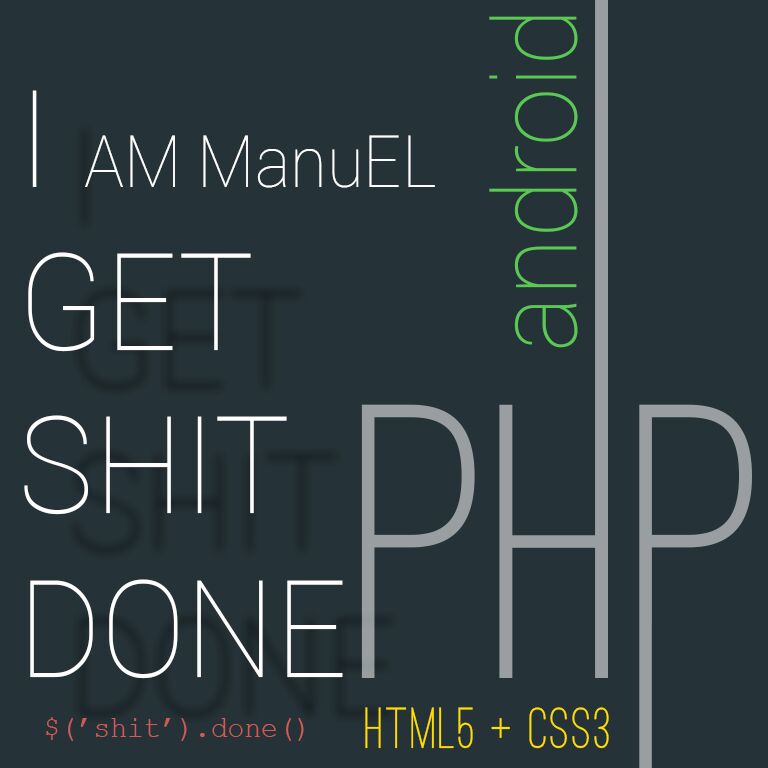 I AM ManuEL
GET
SHIT
DONE
$(’shit’).done()
android
PHP
HTML5 + CSS3